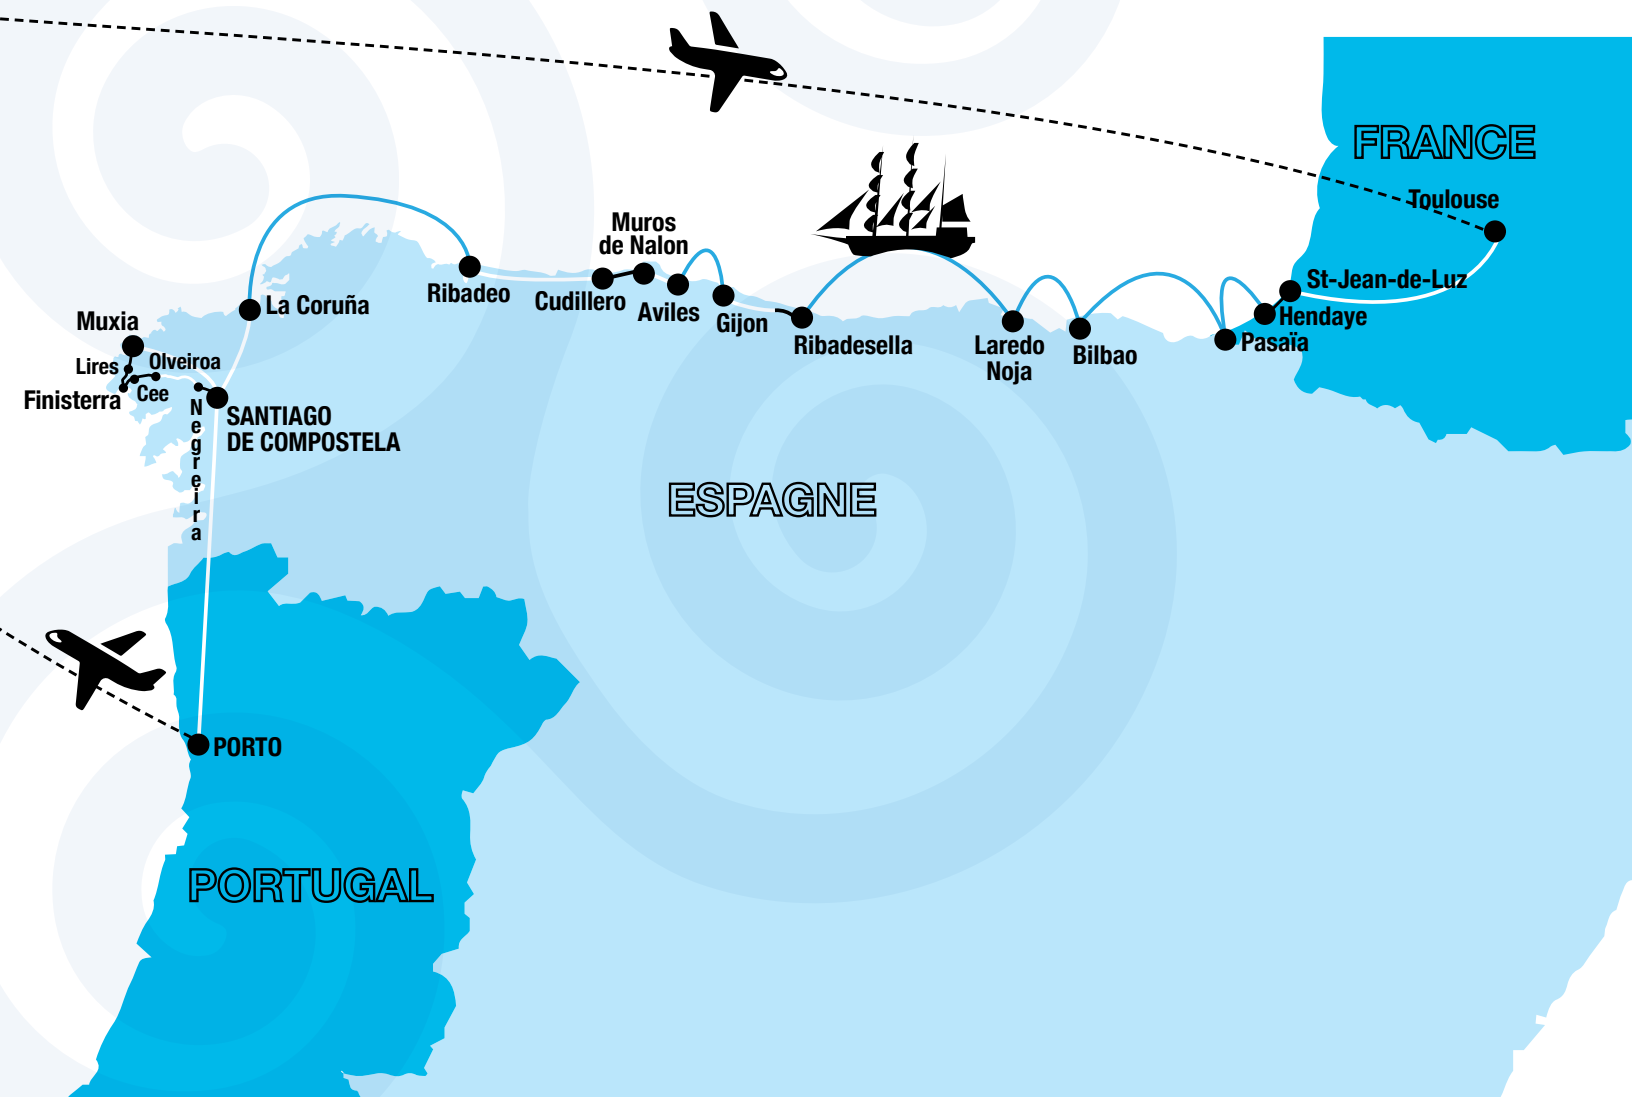 FRANCE
Toulouse
Muros
de Nalon
St-Jean-de-Luz
Ribadeo
Cudillero
La Coruña
Aviles
Gijon
Hendaye
Muxia
Ribadesella
Laredo
Noja
Bilbao
Pasaïa
Lires
Olveiroa
Finisterra
Cee
Negreira
SANTIAGO
DE COMPOSTELA
ESPAGNE
PORTO
PORTUGAL